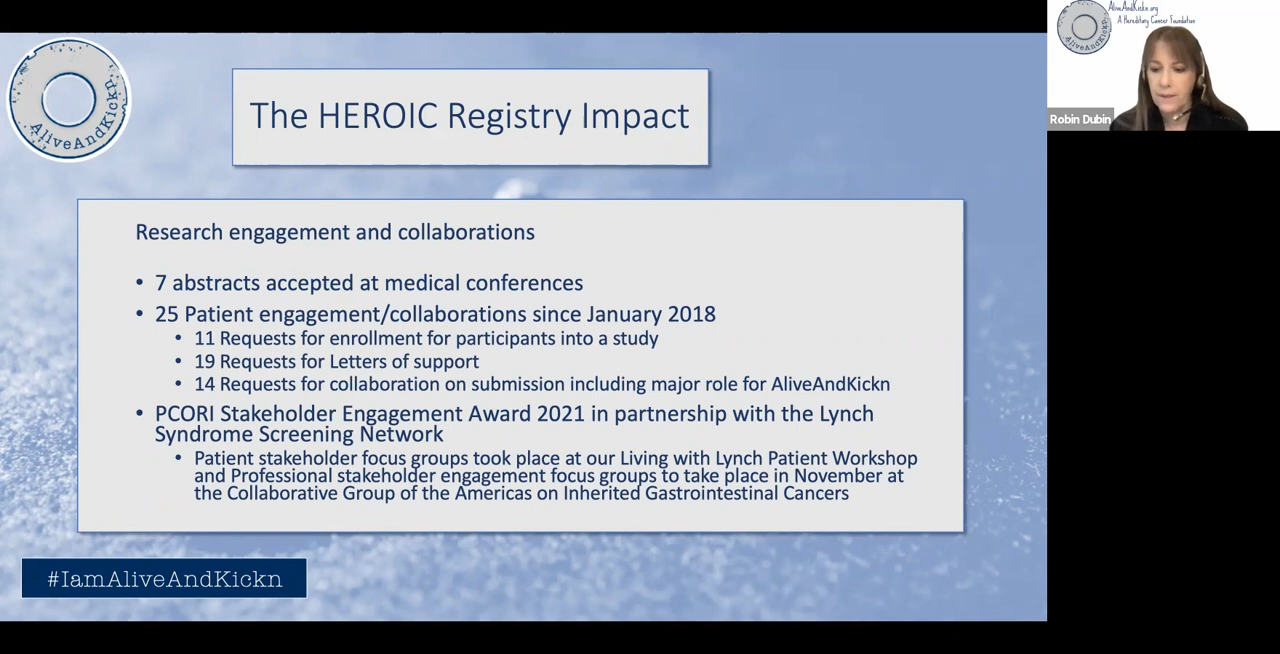 AliveAndKickn
The HEROIC Registry Impact
Research engagement and collaborations
• 7 abstracts accepted at medical conferences
• 25 Patient engagement/collaborations since January 2018
• 11 Requests for enrollment for participants into a study
• 19 Requests for Letters of support
• 14 Requests for collaboration on submission including major role for AliveAndKickn
• PCORI Stakeholder Engagement Award 2021 in partnership with the Lynch
Syndrome Screening Network
• Patient stakeholder focus groups took place at our Living with Lynch Patient Workshop
and Professional stakeholder engagement focus groups to take place in November at
the Collaborative Group of the Americas on Inherited Gastrointestinal Cancers
#IamAliveAndKickn
AliveAndKickn.org
A Hereditary Cancer Foundation
AliveAndKickn
Robin Dubin